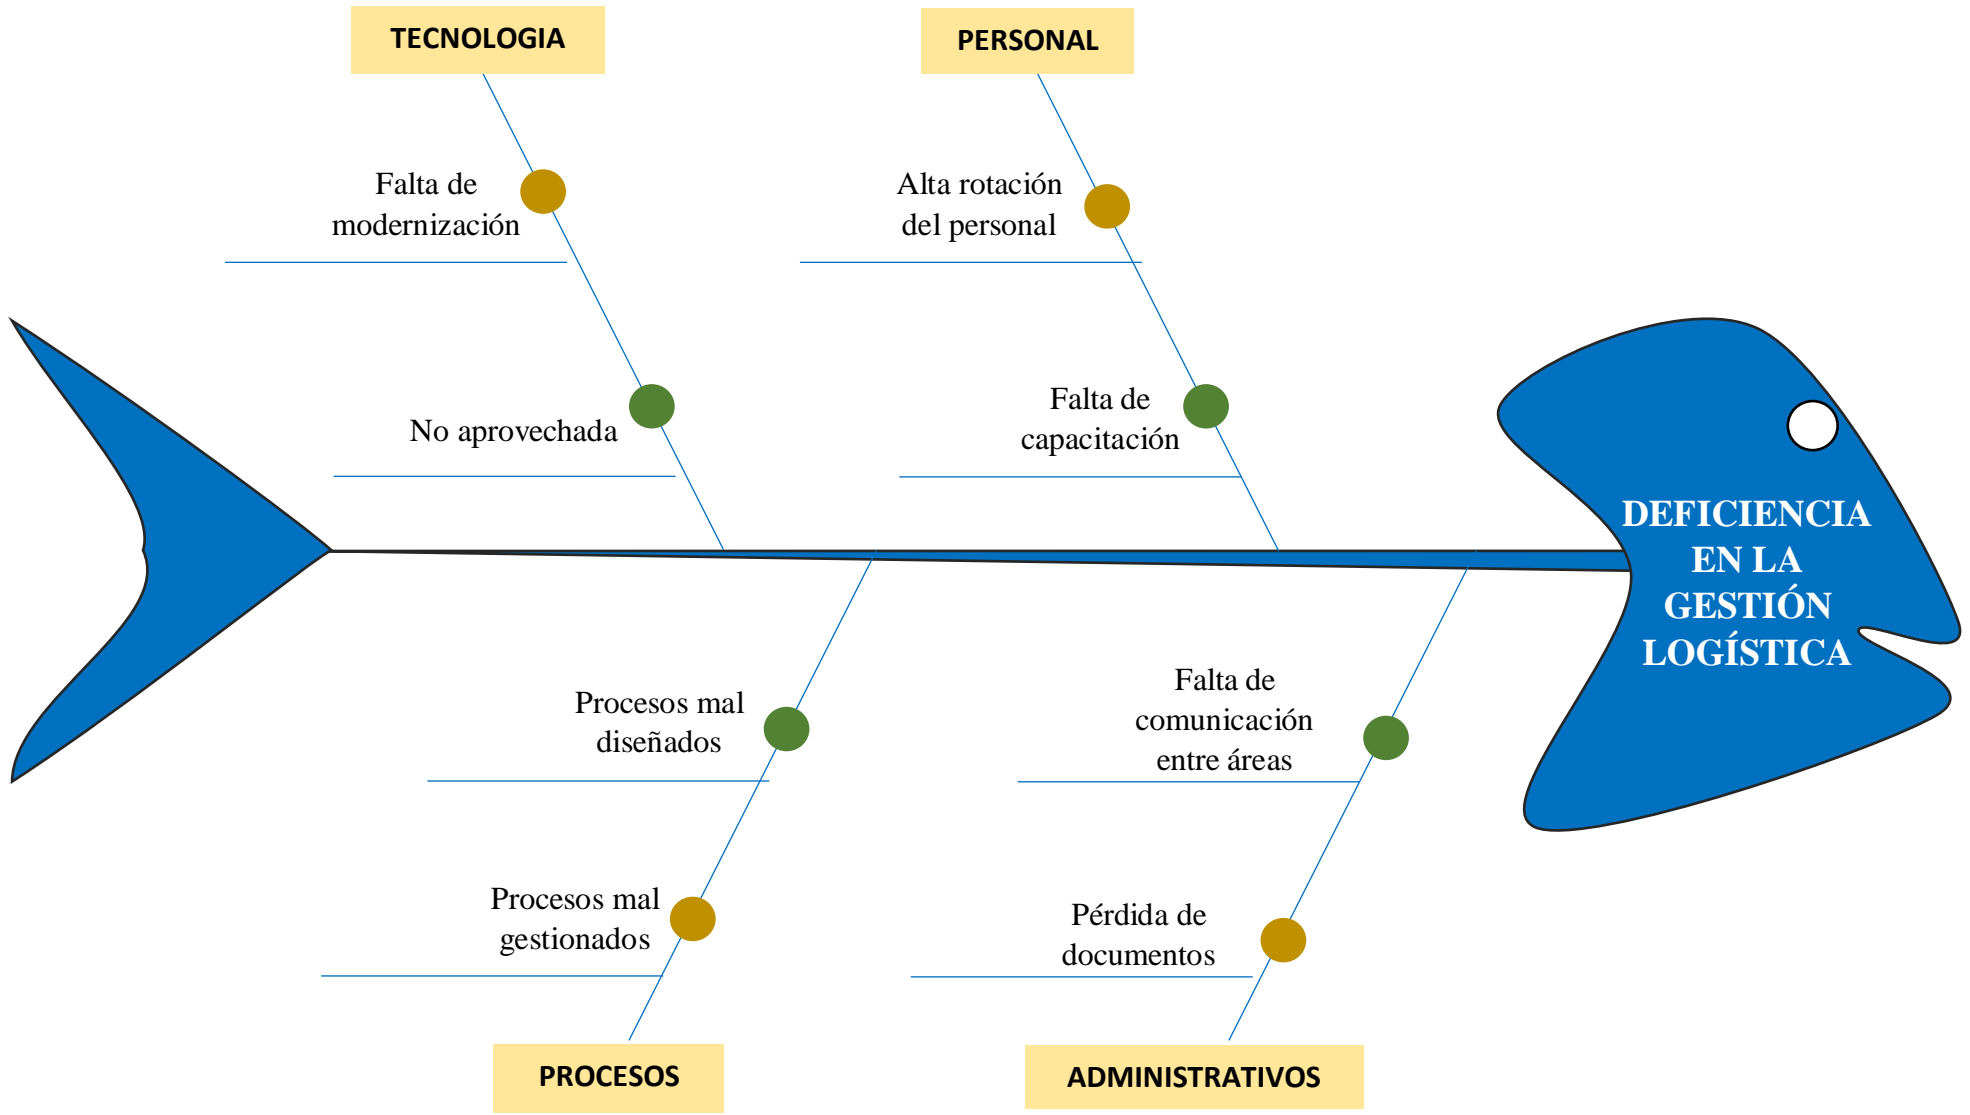 TECNOLOGIA
PERSONAL
Falta de
modernización
Alta rotación
del personal
No aprovechada
Falta de
capacitación
DEFICIENCIA
EN LA
GESTIÓN
LOGÍSTICA
Procesos mal
diseñados
Falta de
comunicación
entre áreas
Procesos mal
gestionados
Pérdida de
documentos
PROCESOS
ADMINISTRATIVOS